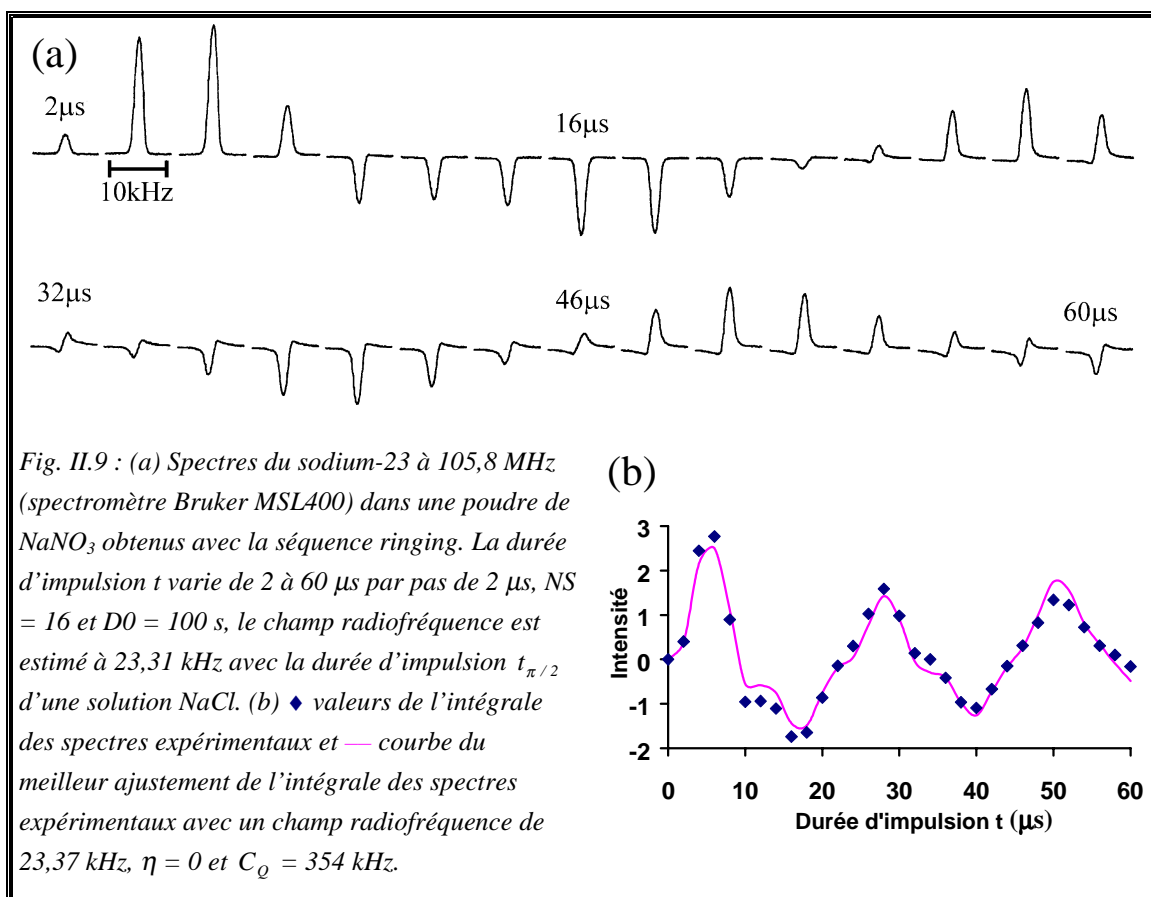 (a)
2µs
16µs
10kHz
32µs
46µs
60µs
Fig. II.9 : (a) Spectres du sodium-23 à 105,8 MHz
(spectromètre Bruker MSL400) dans une poudre de
NaNO₃ obtenus avec la séquence ringing. La durée
d'impulsion t varie de 2 à 60 µs par pas de 2 µs, NS
= 16 et D0 = 100 s, le champ radiofréquence est
estimé à 23,31 kHz avec la durée d'impulsion t π/2
d'une solution NaCl. (b) ◆ valeurs de l'intégrale
des spectres expérimentaux et — courbe du
meilleur ajustement de l'intégrale des spectres
expérimentaux avec un champ radiofréquence de
23,37 kHz, η = 0 et C_Q = 354 kHz.
(b)
Intensité
3
2
1
0
-1
-2
0 10 20 30 40 50 60
Durée d'impulsion t (µs)